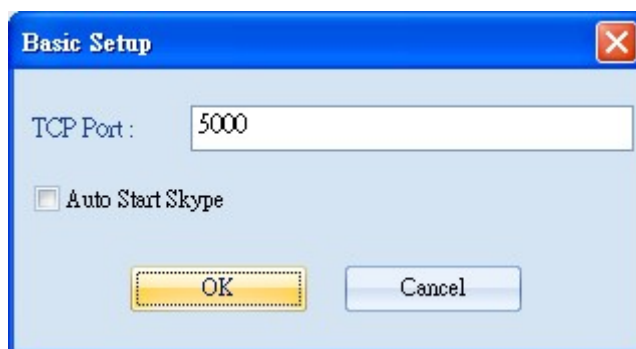 Basic Setup
TCP Port :
5000
Auto Start Skype
OK
Cancel